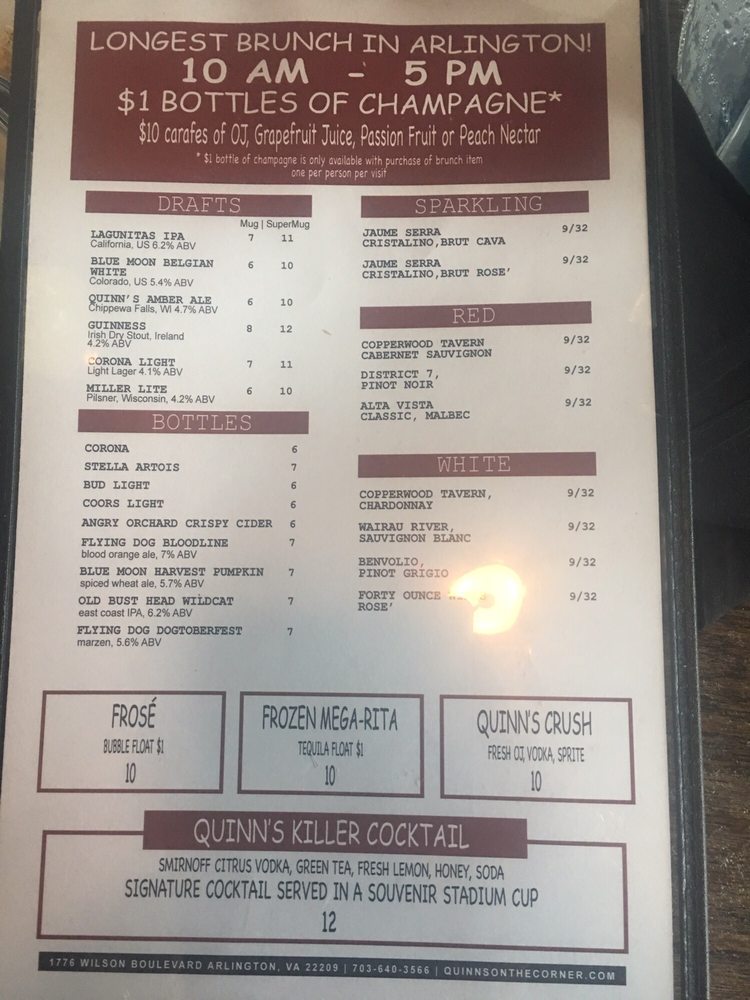 LONGEST BRUNCH IN ARLINGTON!
10 AM - 5 PM
$1 BOTTLES OF CHAMPAGNE*
$10 carafes of OJ, Grapefruit Juice, Passion Fruit or Peach Nectar
* $1 bottle of champagne is only available with purchase of brunch item
one per person per visit
DRAFTS
Mug | SuperMug
LAGUNITAS IPA 7 11
California, US 6.2% ABV
BLUE MOON BELGIAN 6 10
WHITE
Colorado, US 5.4% ABV
QUINN'S AMBER ALE 6 10
Chippewa Falls, WI 4.7% ABV
GUINNESS 8 12
Irish Dry Stout, Ireland
4.2% ABV
CORONA LIGHT 7 11
Light Lager 4.1% ABV
MILLER LITE 6 10
Pilsner, Wisconsin, 4.2% ABV
BOTTLES
CORONA 6
STELLA ARTOIS 7
BUD LIGHT 6
COORS LIGHT 6
ANGRY ORCHARD CRISPY CIDER 6
FLYING DOG BLOODLINE 7
blood orange ale, 7% ABV
BLUE MOON HARVEST PUMPKIN 7
spiced wheat ale, 5.7% ABV
OLD BUST HEAD WILDCAT 7
east coast IPA, 6.2% ABV
FLYING DOG DOGTOBERFEST 7
marzen, 5.6% ABV
SPARKLING
JAUME SERRA 9/32
CRISTALINO,BRUT CAVA
JAUME SERRA 9/32
CRISTALINO,BRUT ROSE'
RED
COPPERWOOD TAVERN 9/32
CABERNET SAUVIGNON
DISTRICT 7, 9/32
PINOT NOIR
ALTA VISTA 9/32
CLASSIC, MALBEC
WHITE
COPPERWOOD TAVERN, 9/32
CHARDONNAY
WAIRAU RIVER, 9/32
SAUVIGNON BLANC
BENVOLIO, 9/32
PINOT GRIGIO
FORTY OUNCE 9/32
ROSE'
FROSÉ
BUBBLE FLOAT $1
10
FROZEN MEGA-RITA
TEQUILA FLOAT $1
10
QUINN'S CRUSH
FRESH OJ, VODKA, SPRITE
10
QUINN'S KILLER COCKTAIL
SMIRNOFF CITRUS VODKA, GREEN TEA, FRESH LEMON, HONEY, SODA
SIGNATURE COCKTAIL SERVED IN A SOUVENIR STADIUM CUP
12
1776 WILSON BOULEVARD ARLINGTON, VA 22209 | 703-640-3566 | QUINNSONTHECORNER.COM